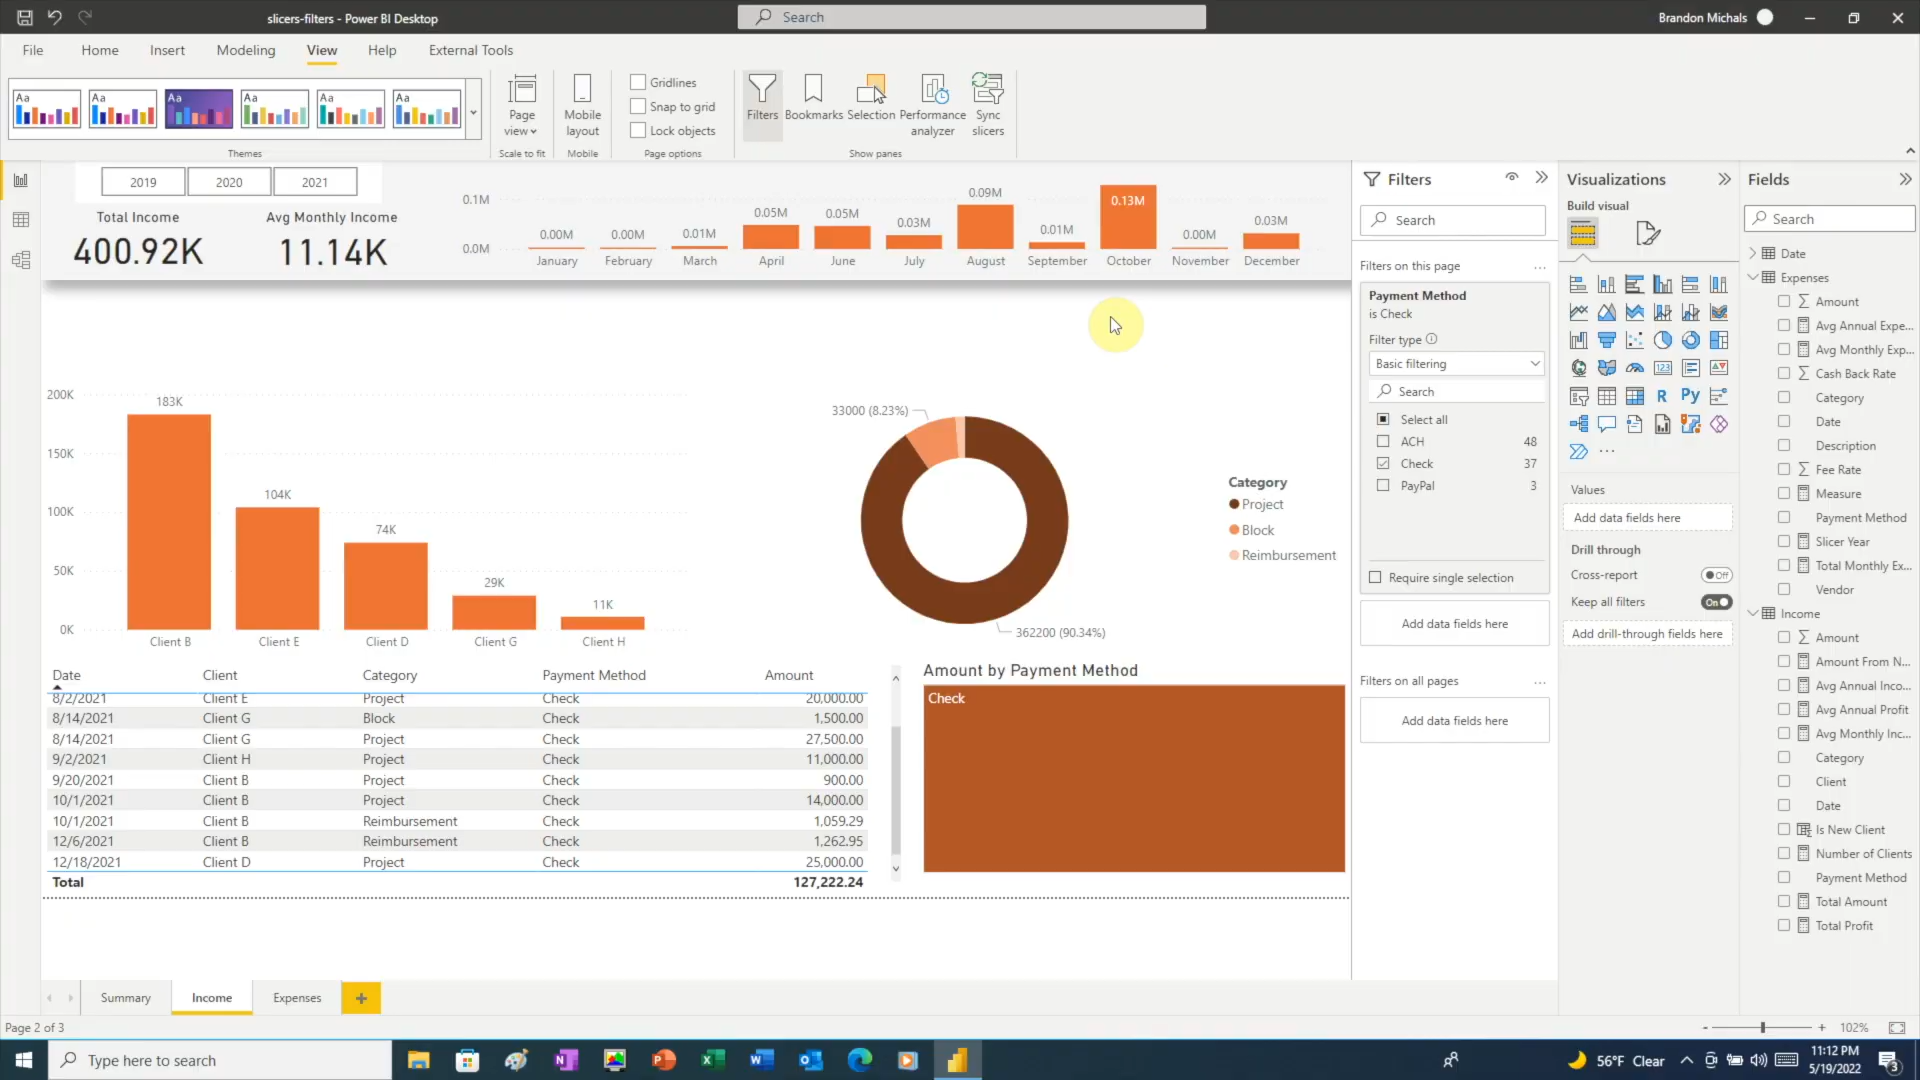 slicers-filters - Power BI Desktop
Search
Brandon Michals
File Home Insert Modeling View Help External Tools
Aa Aa Aa Aa Aa Aa
Themes
Page view
Scale to fit
Mobile layout
Mobile
Gridlines
Snap to grid
Lock objects
Page options
Filters
Bookmarks
Selection
Performance analyzer
Sync slicers
Show panes
2019 2020 2021
Total Income
400.92K
Avg Monthly Income
11.14K
0.1M
0.0M
0.00M 0.00M 0.01M 0.05M 0.05M 0.03M 0.09M 0.01M 0.13M 0.00M 0.03M
January February March April June July August September October November December
200K
150K
100K
50K
0K
183K 104K 74K 29K 11K
Client B Client E Client D Client G Client H
33000 (8.23%)
362200 (90.34%)
Category
Project
Block
Reimbursement
Date Client Category Payment Method Amount
8/2/2021 Client E Project Check 20,000.00
8/14/2021 Client G Block Check 1,500.00
8/14/2021 Client G Project Check 27,500.00
9/2/2021 Client H Project Check 11,000.00
9/20/2021 Client B Project Check 900.00
10/1/2021 Client B Project Check 14,000.00
10/1/2021 Client B Reimbursement Check 1,059.29
12/6/2021 Client B Reimbursement Check 1,262.95
12/18/2021 Client D Project Check 25,000.00
Total 127,222.24
Amount by Payment Method
Check
Filters
Search
Filters on this page
Payment Method
is Check
Filter type
Basic filtering
Search
Select all
ACH 48
Check 37
PayPal 3
Require single selection
Add data fields here
Filters on all pages
Add data fields here
Visualizations
Build visual
123
R
Py
Values
Add data fields here
Drill through
Cross-report Off
Keep all filters On
Add drill-through fields here
Fields
Search
Date
Expenses
Amount
Avg Annual Expe...
Avg Monthly Exp...
Cash Back Rate
Category
Date
Description
Fee Rate
Measure
Payment Method
Slicer Year
Total Monthly Ex...
Vendor
Income
Amount
Amount From N...
Avg Annual Inco...
Avg Annual Profit
Avg Monthly Inc...
Category
Client
Date
Is New Client
Number of Clients
Payment Method
Total Amount
Total Profit
Summary Income Expenses
Page 2 of 3
- + 102%
Type here to search
56°F Clear
11:12 PM
5/19/2022
3